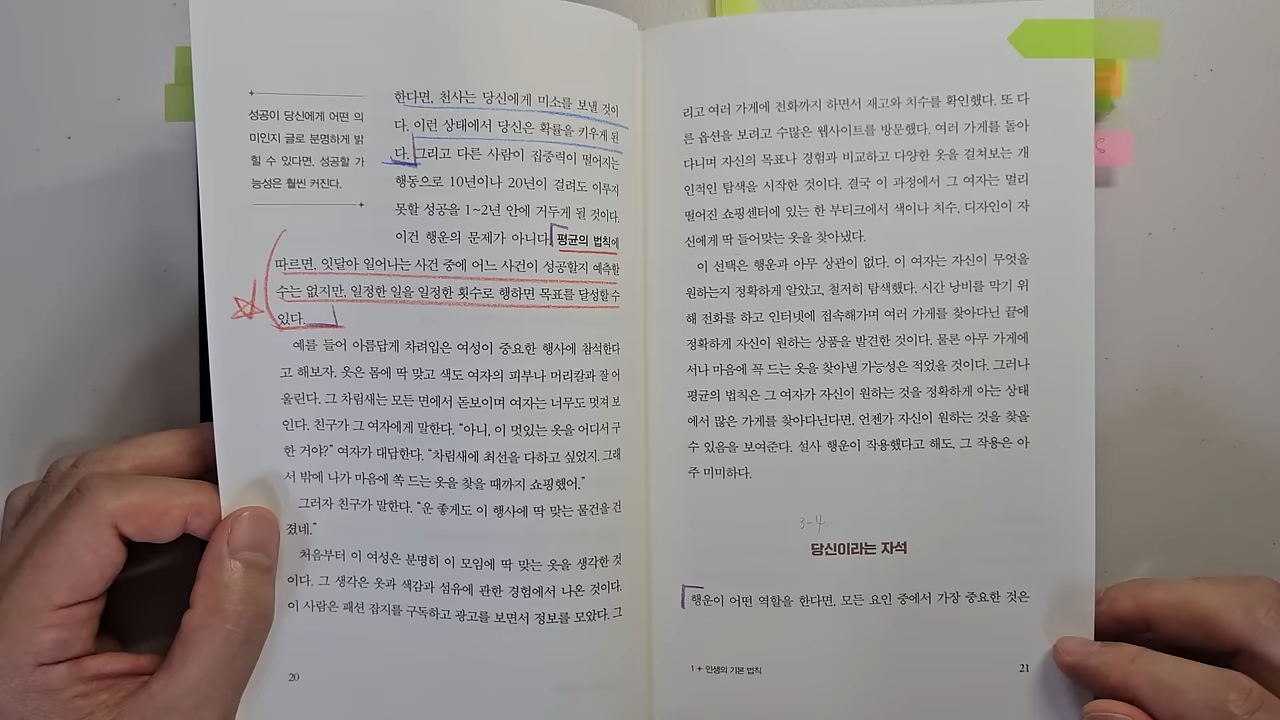 성공이 당신에게 어떤 의
미인지 글로 분명하게 밝
힐 수 있다면, 성공할 가
능성은 훨씬 커진다.
한다면, 천사는 당신에게 미소를 보낼 것이
다. 이런 상태에서 당신은 확률을 키우게 된
다. 그리고 다른 사람이 집중력이 떨어지는
행동으로 10년이나 20년이 걸려도 이루지
못할 성공을 1~2년 안에 거두게 될 것이다.
이건 행운의 문제가 아니다. 평균의 법칙에
따르면, 잇달아 일어나는 사건 중에 어느 사건이 성공할지 예측할
수는 없지만, 일정한 일을 일정한 횟수로 행하면 목표를 달성할 수
있다.
예를 들어 아름답게 차려입은 여성이 중요한 행사에 참석한다
고 해보자. 옷은 몸에 딱 맞고 색도 여자의 피부나 머리칼과 잘 어
울린다. 그 차림새는 모든 면에서 돋보이며 여자는 너무도 멋져 보
인다. 친구가 그 여자에게 말한다. “아니, 이 멋있는 옷을 어디서 구
한 거야?” 여자가 대답한다. “차림새에 최선을 다하고 싶었지. 그래
서 밖에 나가 마음에 쏙 드는 옷을 찾을 때까지 쇼핑했어.”
그러자 친구가 말한다. “운 좋게도 이 행사에 딱 맞는 물건을 건
졌네.”
처음부터 이 여성은 분명히 이 모임에 딱 맞는 옷을 생각한 것
이다. 그 생각은 옷과 색감과 섬유에 관한 경험에서 나온 것이다.
이 사람은 패션 잡지를 구독하고 광고를 보면서 정보를 모았다. 그
20
리고 여러 가게에 전화까지 하면서 재고와 치수를 확인했다. 또 다
른 옵션을 보려고 수많은 웹사이트를 방문했다. 여러 가게를 돌아
다니며 자신의 목표나 경험과 비교하고 다양한 옷을 걸쳐보는 개
인적인 탐색을 시작한 것이다. 결국 이 과정에서 그 여자는 멀리
떨어진 쇼핑센터에 있는 한 부티크에서 색이나 치수, 디자인이 자
신에게 딱 들어맞는 옷을 찾아냈다.
이 선택은 행운과 아무 상관이 없다. 이 여자는 자신이 무엇을
원하는지 정확하게 알았고, 철저히 탐색했다. 시간 낭비를 막기 위
해 전화를 하고 인터넷에 접속해가며 여러 가게를 찾아다닌 끝에
정확하게 자신이 원하는 상품을 발견한 것이다. 물론 아무 가게에
서나 마음에 꼭 드는 옷을 찾아낼 가능성은 적었을 것이다. 그러나
평균의 법칙은 그 여자가 자신이 원하는 것을 정확하게 아는 상태
에서 많은 가게를 찾아다닌다면, 언젠가 자신이 원하는 것을 찾을
수 있음을 보여준다. 설사 행운이 작용했다고 해도, 그 작용은 아
주 미미하다.
3-4
당신이라는 자석
행운이 어떤 역할을 한다면, 모든 요인 중에서 가장 중요한 것은
1 + 인생의 기본 법칙
21